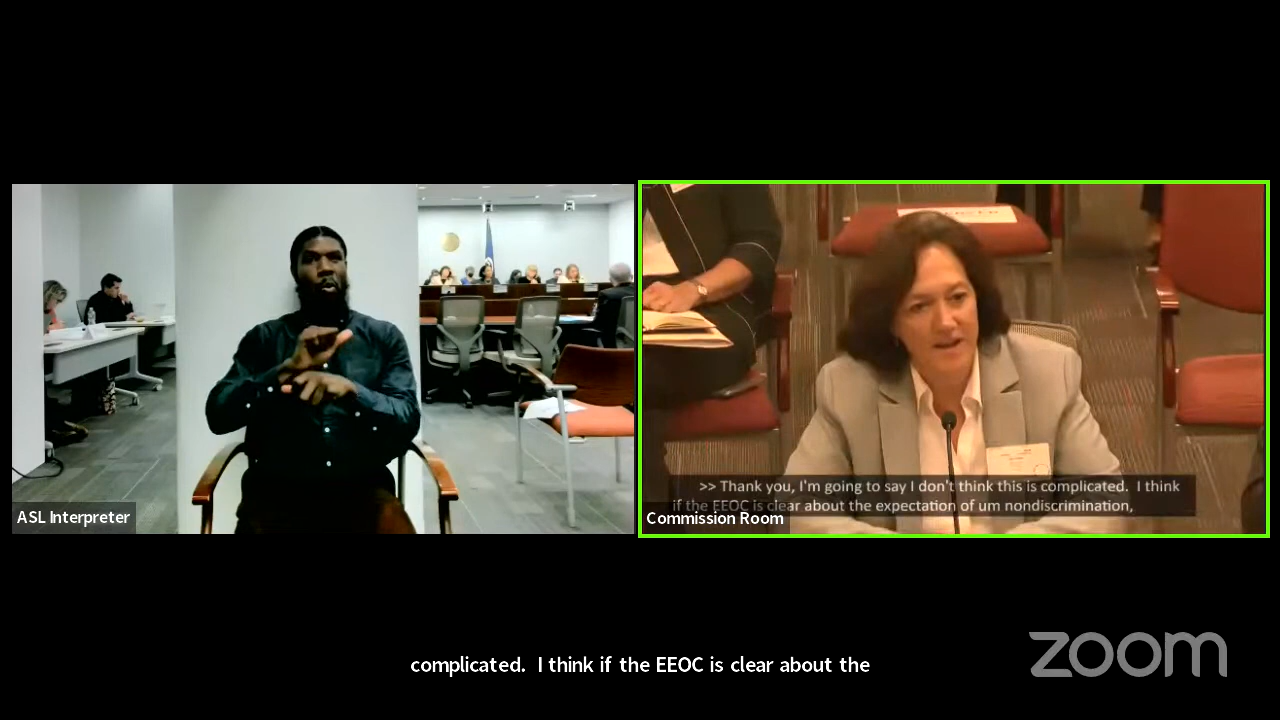 ASL Interpreter
>> Thank you, I'm going to say I don't think this is complicated.  I think
if the EEOC is clear about the expectation of um nondiscrimination,
Commission Room
complicated.  I think if the EEOC is clear about the
zoom